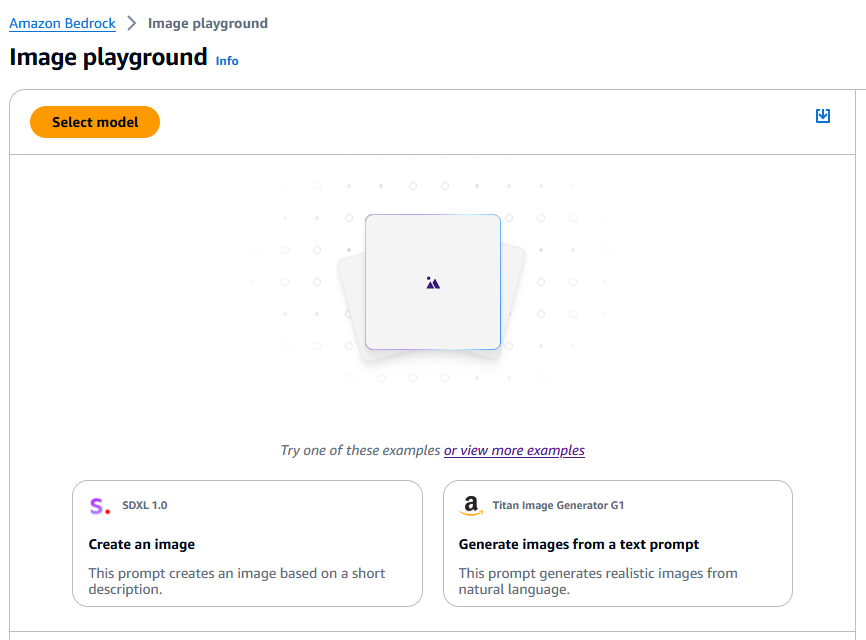 Amazon Bedrock > Image playground
Image playground Info
Select model
Try one of these examples or view more examples
S. SDXL 1.0
Create an image
This prompt creates an image based on a short
description.
a Titan Image Generator G1
Generate images from a text prompt
This prompt generates realistic images from
natural language.